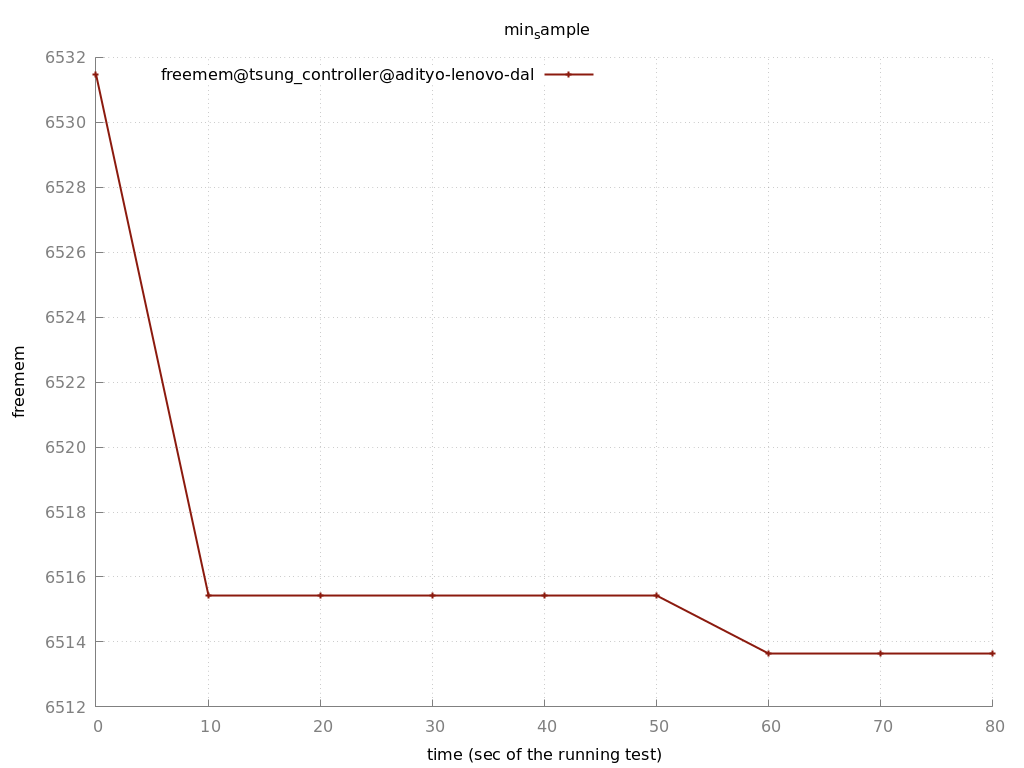 min_sample
freemem@tsung_controller@adityo-lenovo-dal
6532
6530
6528
6526
6524
6522
6520
6518
6516
6514
6512
freemem
0 10 20 30 40 50 60 70 80
time (sec of the running test)